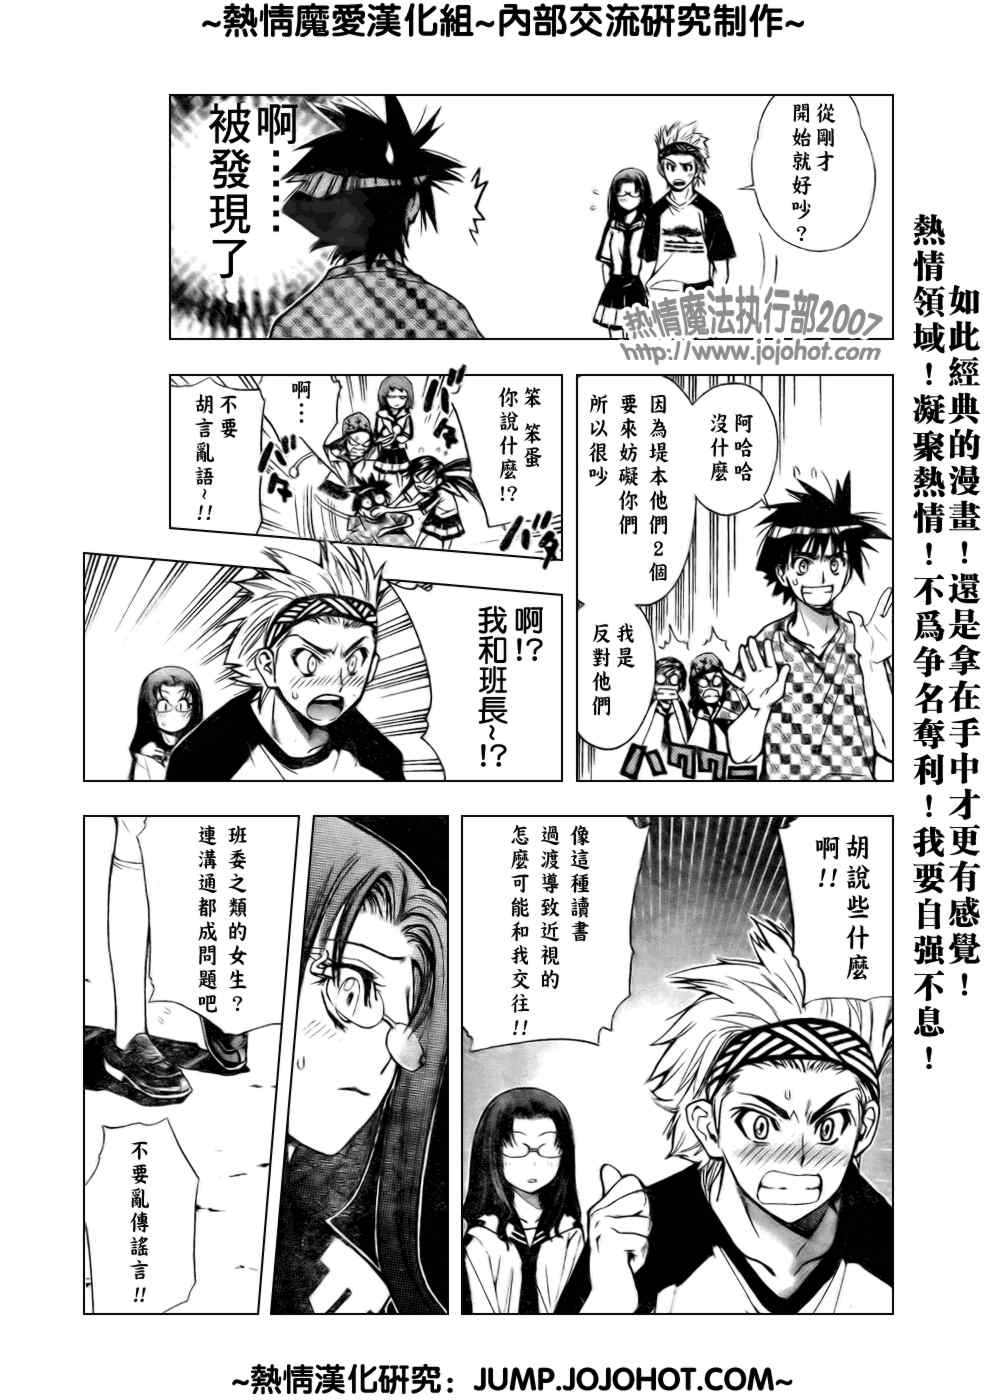 ~熱情魔愛漢化組~內部交流研究制作~
從剛才
開始就好吵？
啊……
被發現了
熱情魔法执行部2007
http://www.jojohot.com
阿哈哈
沒什麼
因為堤本他們2個
要來妨礙你們
所以很吵
我是
反對他們
笨 笨蛋
你說什麼!?
啊…
不要
胡言亂語~!!
バタ
バタ
啊!?
我和班長~!?
胡說些什麼
啊!!
像這種讀書
過渡導致近視的
怎麼可能和我交往!!
班委之類的女生？
連溝通都成問題吧
不要亂傳謠言!!
如此經典的漫畫！還是拿在手中才更有感覺！
熱情領域！凝聚熱情！不爲争名奪利！我要自强不息！
~熱情漢化研究：JUMP.JOJOHOT.COM~